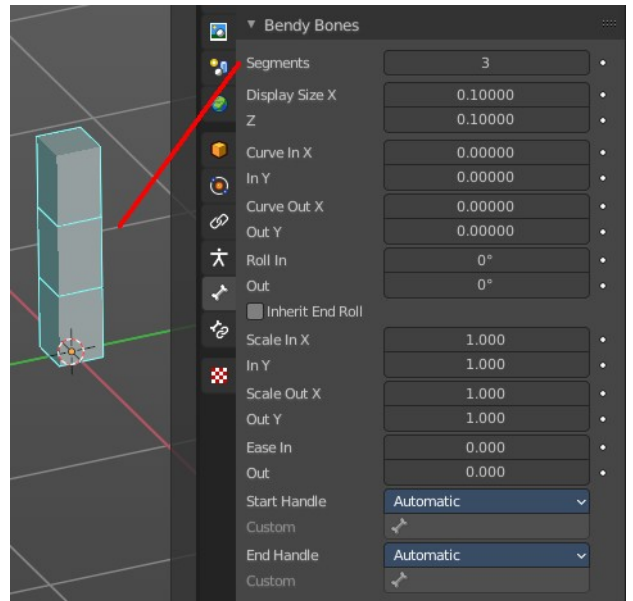 Bendy Bones
Segments 3
Display Size X 0.10000
Z 0.10000
Curve In X 0.00000
In Y 0.00000
Curve Out X 0.00000
Out Y 0.00000
Roll In 0°
Out 0°
Inherit End Roll
Scale In X 1.000
In Y 1.000
Scale Out X 1.000
Out Y 1.000
Ease In 0.000
Out 0.000
Start Handle Automatic
Custom
End Handle Automatic
Custom